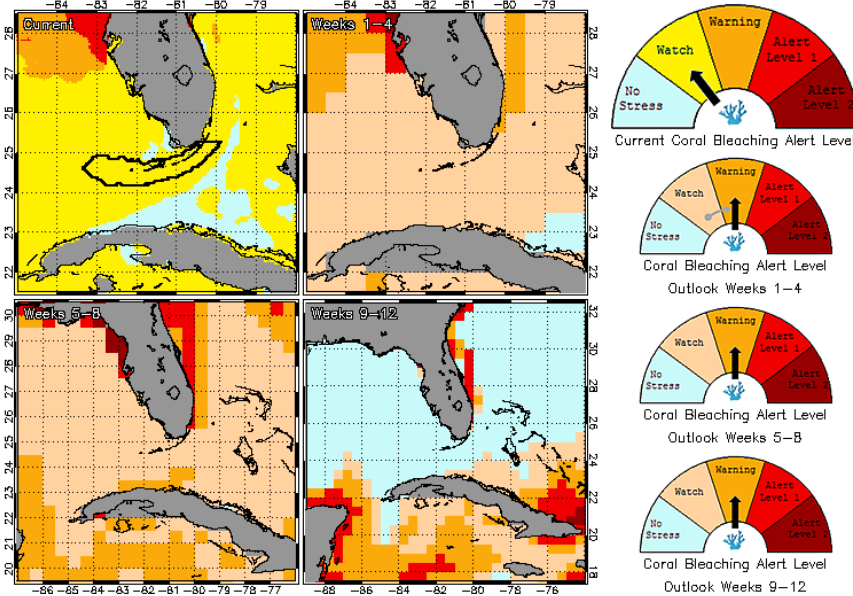 −84 −83 −82 −81 −80 −79
−84 −83 −82 −81 −80 −79
Current
28
27
26
25
24
23
22
Weeks 1−4
28
27
26
25
24
23
22
No Stress
Watch
Warning
Alert Level 1
Alert Level 2
Current Coral Bleaching Alert Level
No Stress
Watch
Warning
Alert Level 1
Alert Level 2
Coral Bleaching Alert Level
Outlook Weeks 1−4
Weeks 5−8
30
29
28
27
26
25
24
23
22
21
20
−86 −85 −84 −83 −82 −81 −80 −79 −78 −77
Weeks 9−12
32
30
28
26
24
22
20
18
−88 −86 −84 −82 −80 −78 −76
No Stress
Watch
Warning
Alert Level 1
Alert Level 2
Coral Bleaching Alert Level
Outlook Weeks 5−8
No Stress
Watch
Warning
Alert Level 1
Alert Level 2
Coral Bleaching Alert Level
Outlook Weeks 9−12